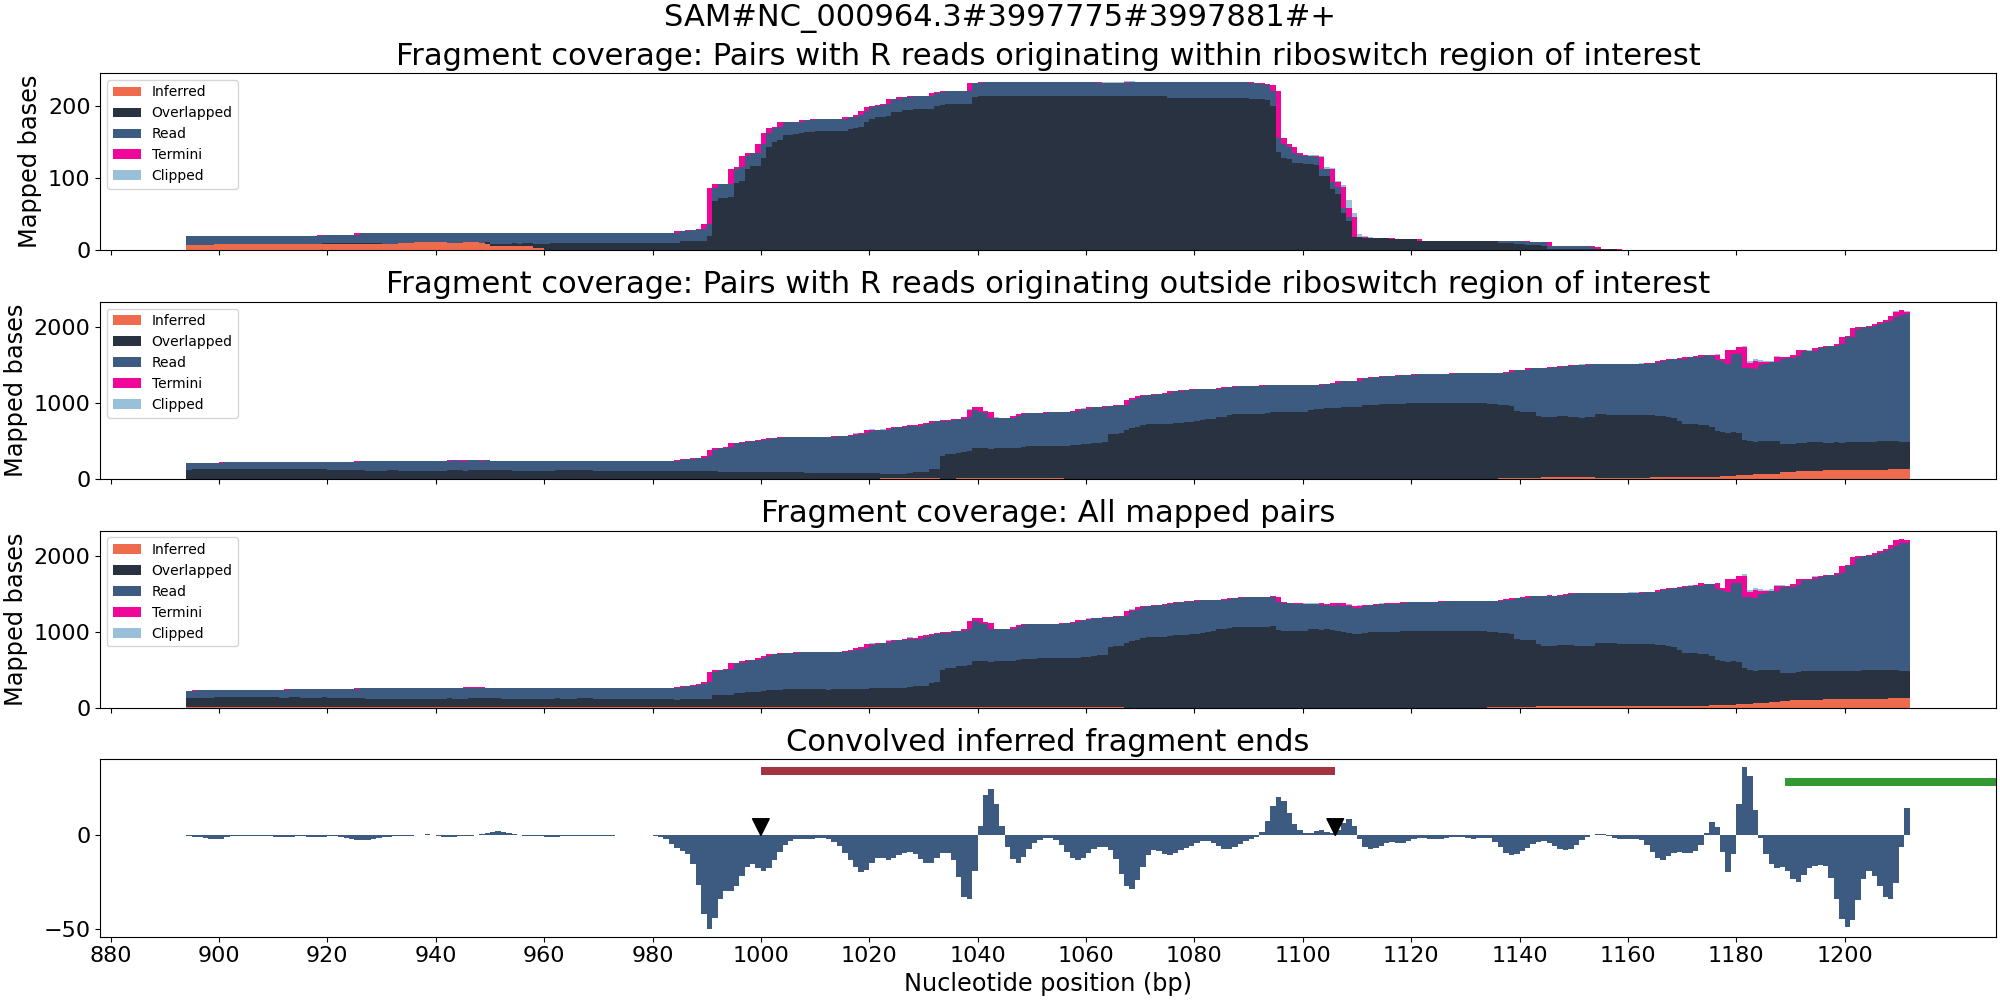 SAM#NC_000964.3#3997775#3997881#+
Fragment coverage: Pairs with R reads originating within riboswitch region of interest
Mapped bases
200
100
0
Inferred
Overlapped
Read
Termini
Clipped
Fragment coverage: Pairs with R reads originating outside riboswitch region of interest
Mapped bases
2000
1000
0
Inferred
Overlapped
Read
Termini
Clipped
Fragment coverage: All mapped pairs
Mapped bases
2000
1000
0
Inferred
Overlapped
Read
Termini
Clipped
Convolved inferred fragment ends
0
−50
880 900 920 940 960 980 1000 1020 1040 1060 1080 1100 1120 1140 1160 1180 1200
Nucleotide position (bp)